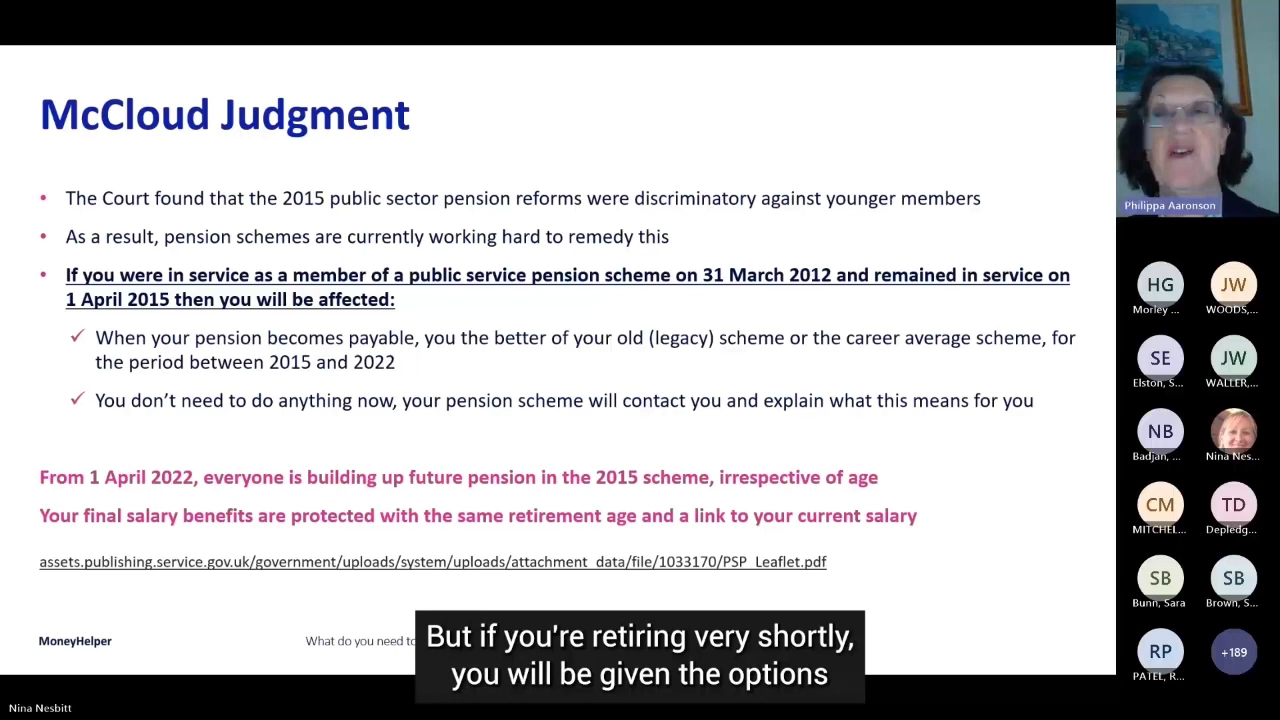 McCloud Judgment
• The Court found that the 2015 public sector pension reforms were discriminatory against younger members
• As a result, pension schemes are currently working hard to remedy this
• If you were in service as a member of a public service pension scheme on 31 March 2012 and remained in service on
1 April 2015 then you will be affected:
✓ When your pension becomes payable, you the better of your old (legacy) scheme or the career average scheme, for
the period between 2015 and 2022
✓ You don't need to do anything now, your pension scheme will contact you and explain what this means for you
From 1 April 2022, everyone is building up future pension in the 2015 scheme, irrespective of age
Your final salary benefits are protected with the same retirement age and a link to your current salary
assets.publishing.service.gov.uk/government/uploads/system/uploads/attachment_data/file/1033170/PSP_Leaflet.pdf
MoneyHelper
What do you need to
But if you're retiring very shortly,
you will be given the options
Nina Nesbitt
Philippa Aaronson
HG
Morley ...
JW
WOODS,...
SE
Elston, S...
JW
WALLER,...
NB
Badjan, ...
Nina Nes...
CM
MITCHEL...
TD
Depledg...
SB
Bunn, Sara
SB
Brown, S...
RP
PATEL, R...
+189